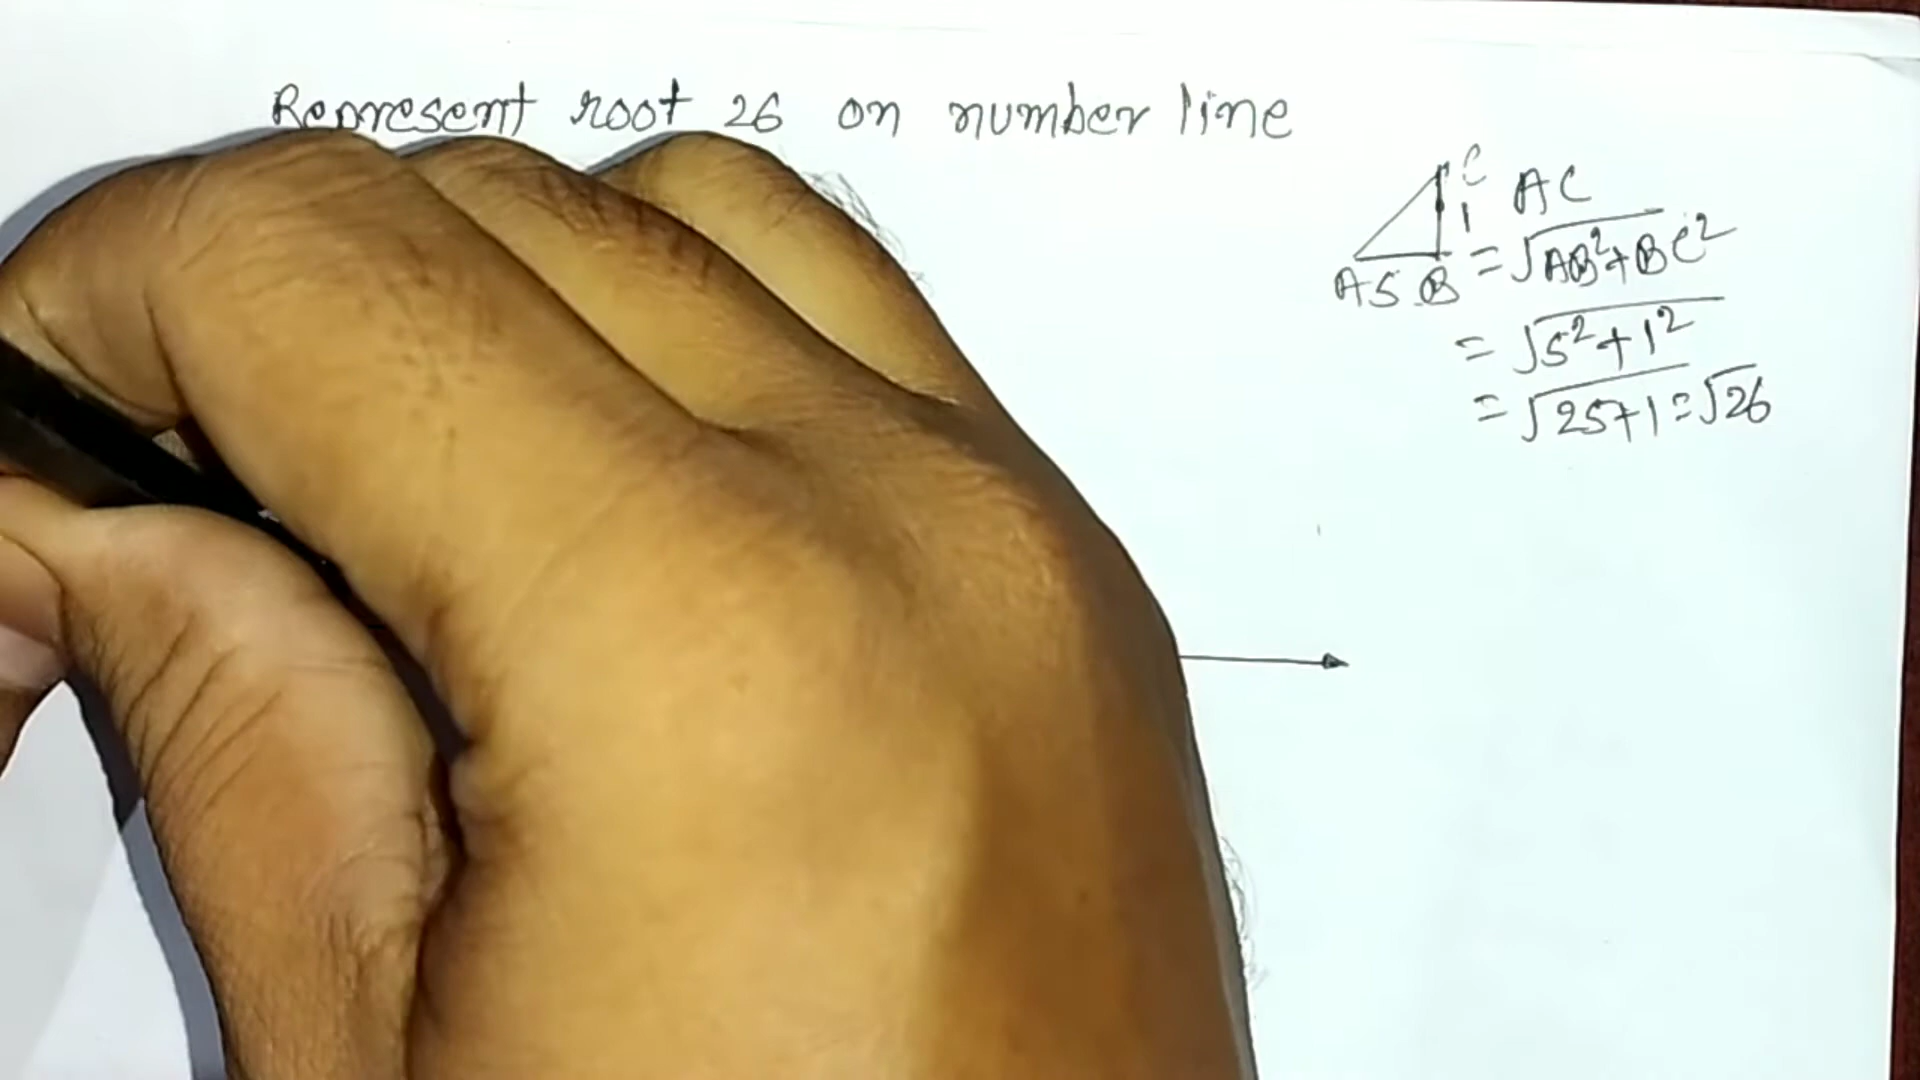 Represent root 26 on number line
C
1
A 5 B
AC
= √AB²+BC²
= √5²+1²
= √25+1 = √26